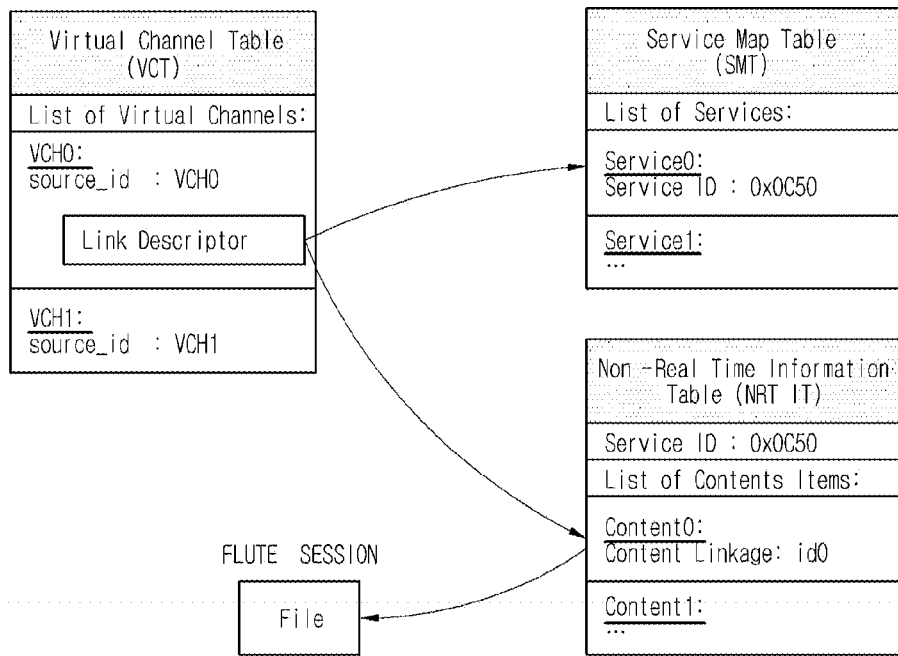 Virtual Channel Table
(VCT)
List of Virtual Channels:
VCH0:
source_id : VCH0
Link Descriptor
VCH1:
source_id : VCH1
Service Map Table
(SMT)
List of Services:
Service0:
Service ID : 0x0C50
Service1:
...
Non -Real Time Information
Table (NRT IT)
Service ID : 0x0C50
List of Contents Items:
Content0:
Content Linkage: id0
Content1:
...
FLUTE SESSION
File